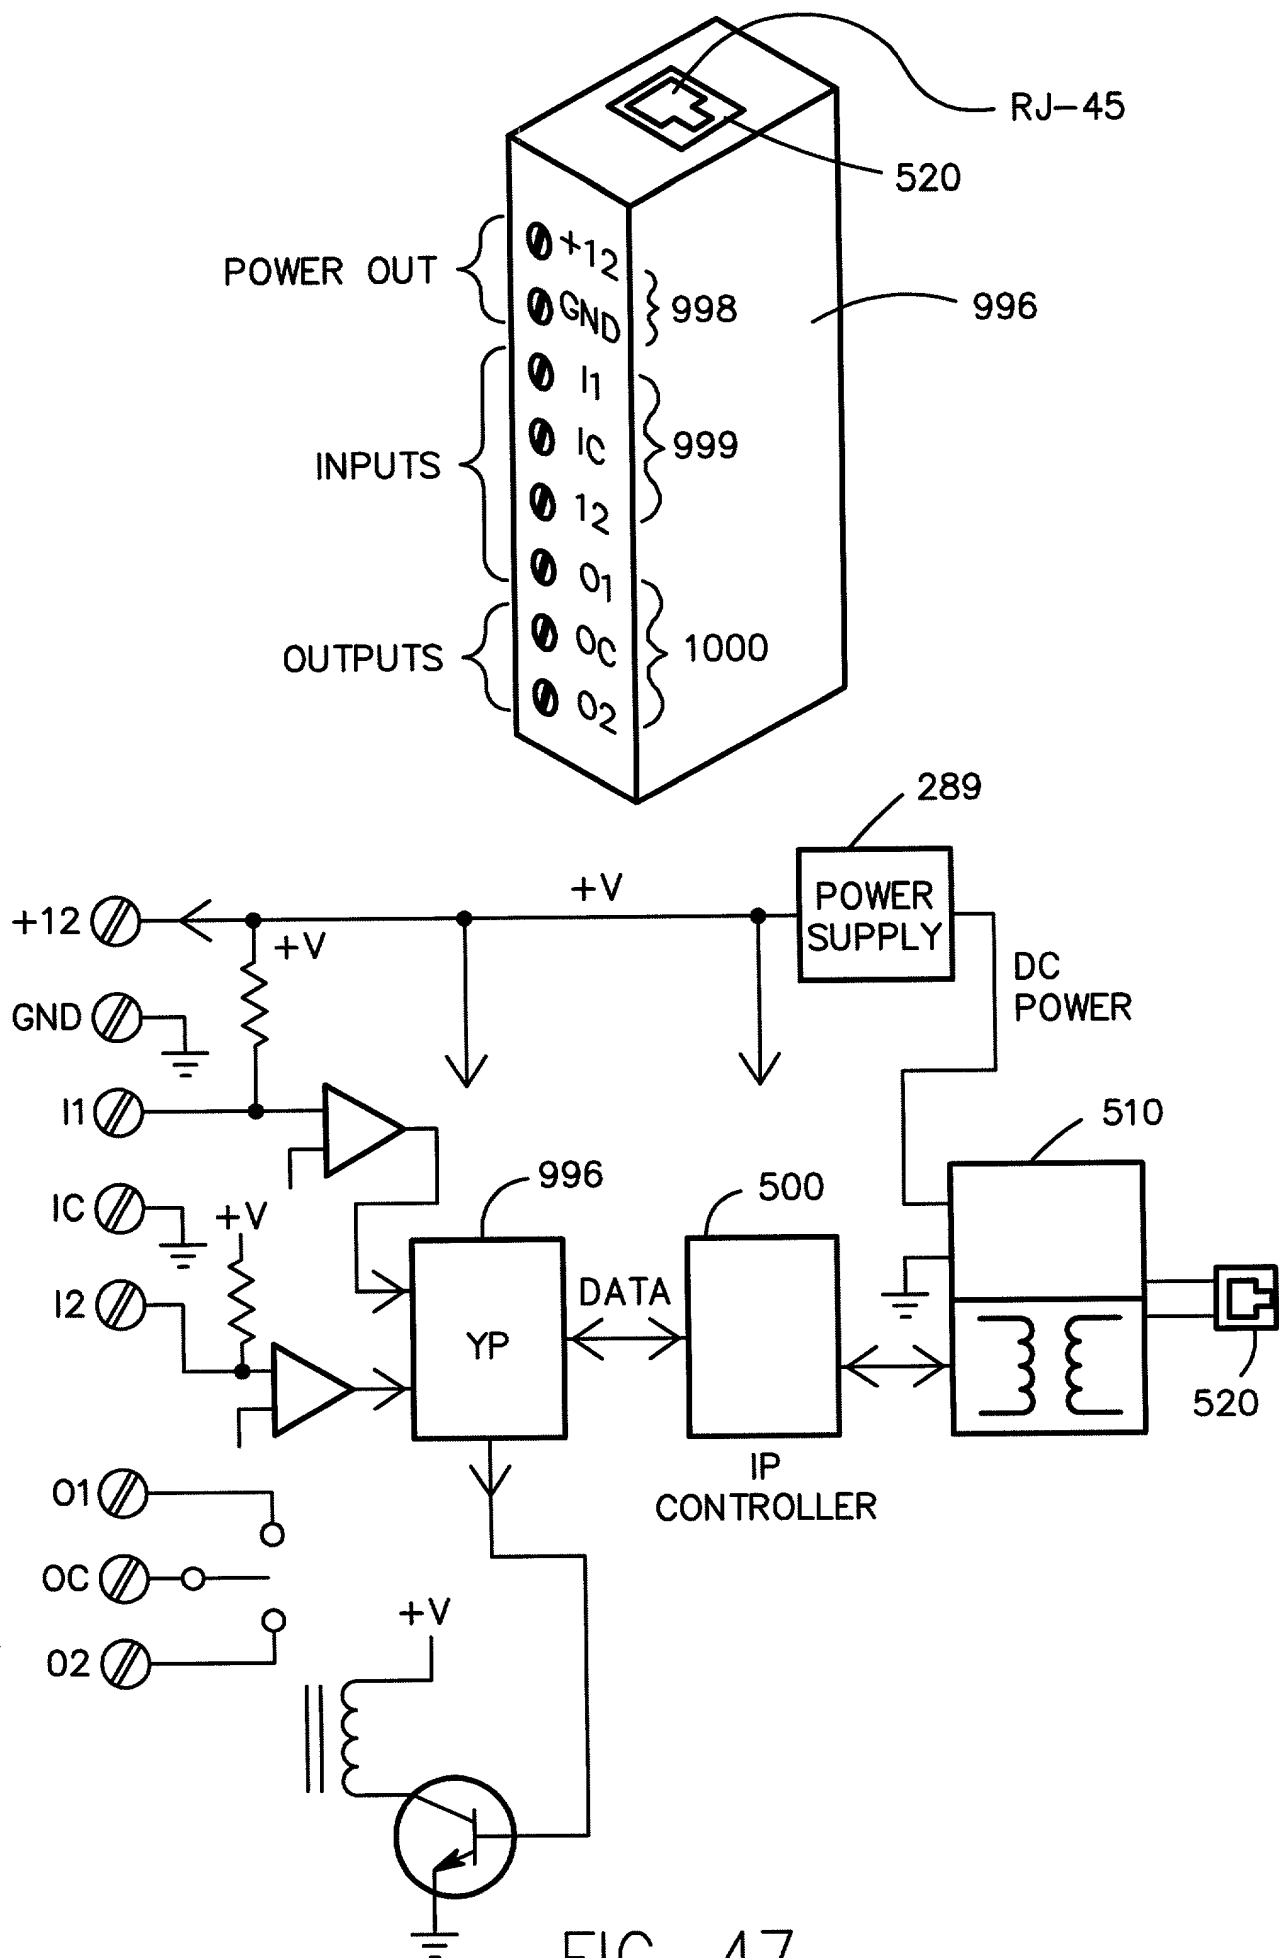 RJ-45
520
POWER OUT
+12
GND
998
996
INPUTS
I1
IC
12
999
OUTPUTS
O1
OC
O2
1000
289
+12
+V
POWER
SUPPLY
+V
DC
POWER
GND
I1
510
996
500
IC
+V
I2
DATA
YP
520
IP
CONTROLLER
O1
OC
O2
+V
FIG. 47